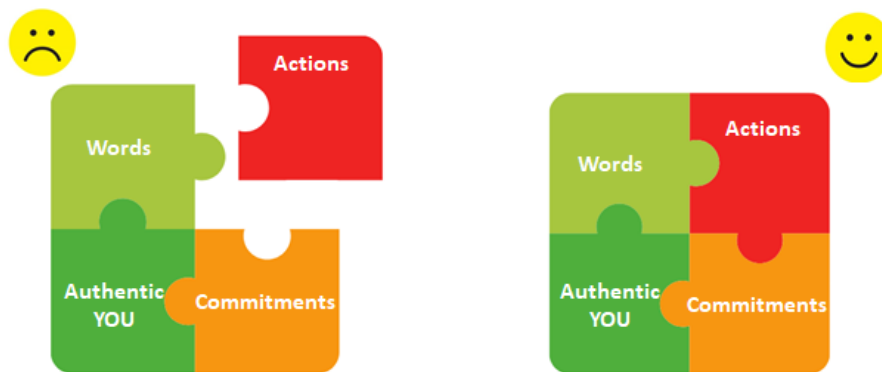 Actions
Words
Authentic
YOU
Commitments
Actions
Words
Authentic
YOU
Commitments